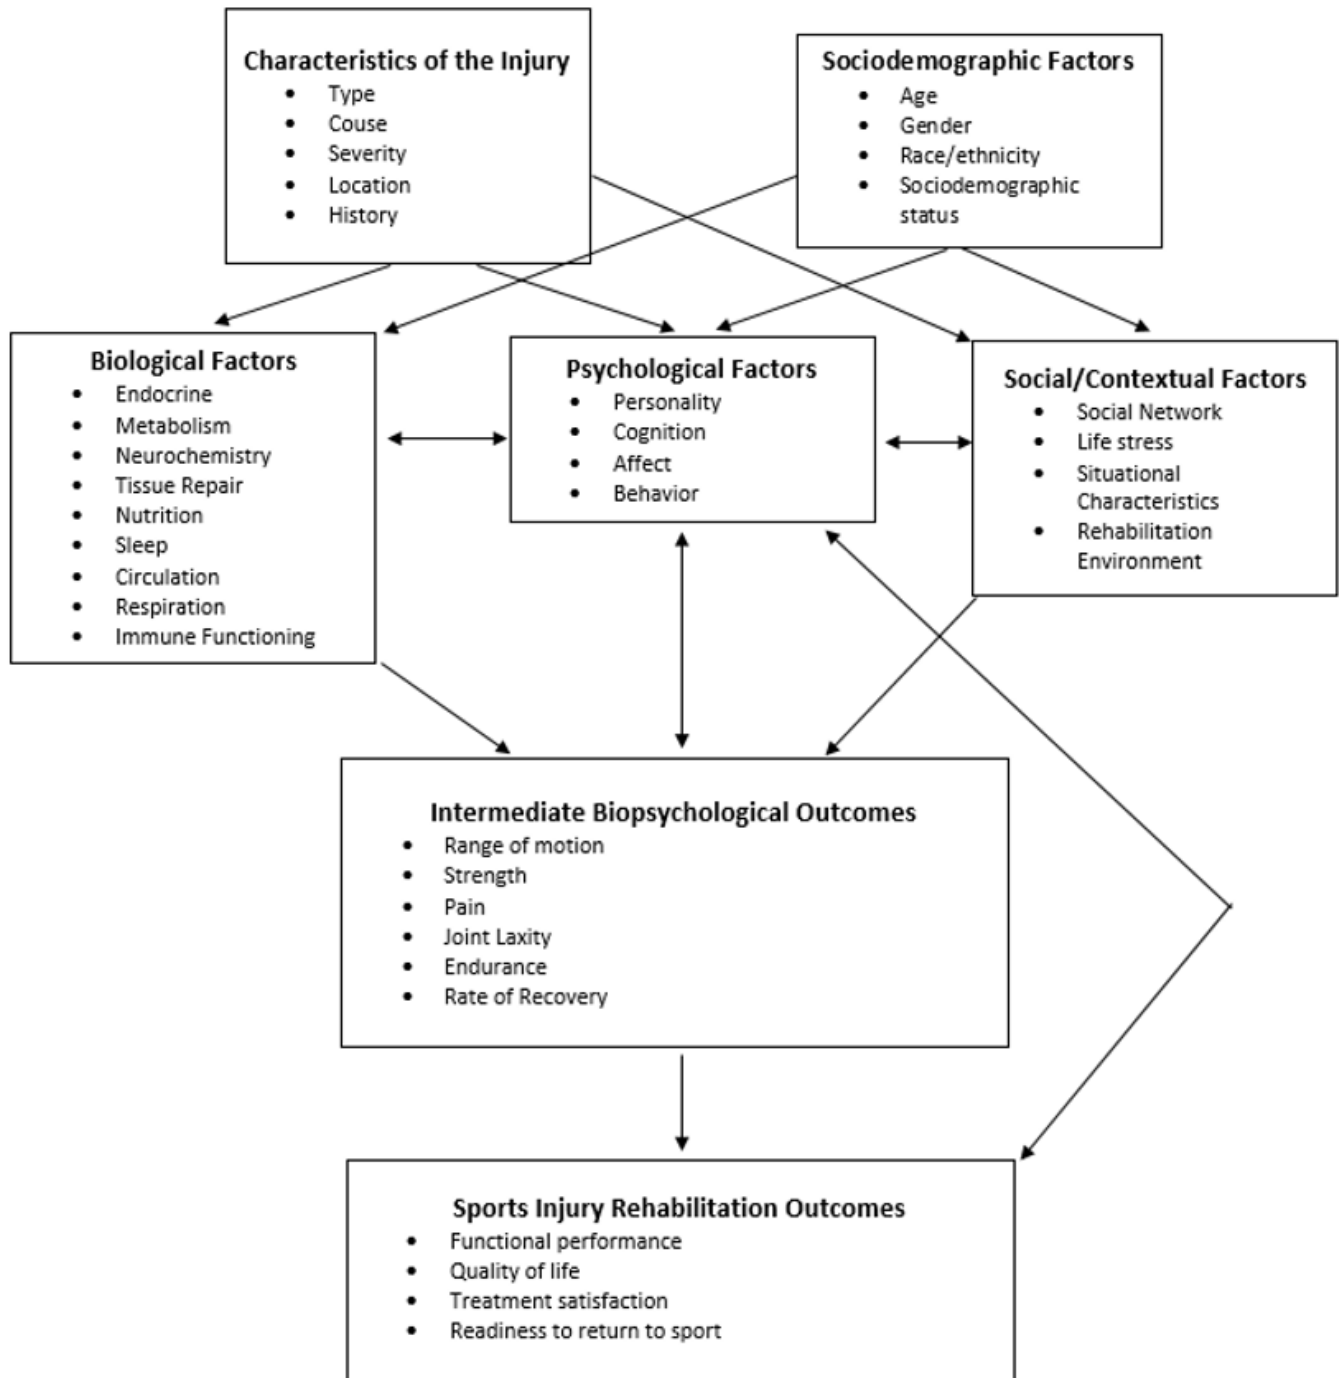 Characteristics of the Injury
• Type
• Couse
• Severity
• Location
• History
Sociodemographic Factors
• Age
• Gender
• Race/ethnicity
• Sociodemographic
status
Biological Factors
• Endocrine
• Metabolism
• Neurochemistry
• Tissue Repair
• Nutrition
• Sleep
• Circulation
• Respiration
• Immune Functioning
Psychological Factors
• Personality
• Cognition
• Affect
• Behavior
Social/Contextual Factors
• Social Network
• Life stress
• Situational
Characteristics
• Rehabilitation
Environment
Intermediate Biopsychological Outcomes
• Range of motion
• Strength
• Pain
• Joint Laxity
• Endurance
• Rate of Recovery
Sports Injury Rehabilitation Outcomes
• Functional performance
• Quality of life
• Treatment satisfaction
• Readiness to return to sport